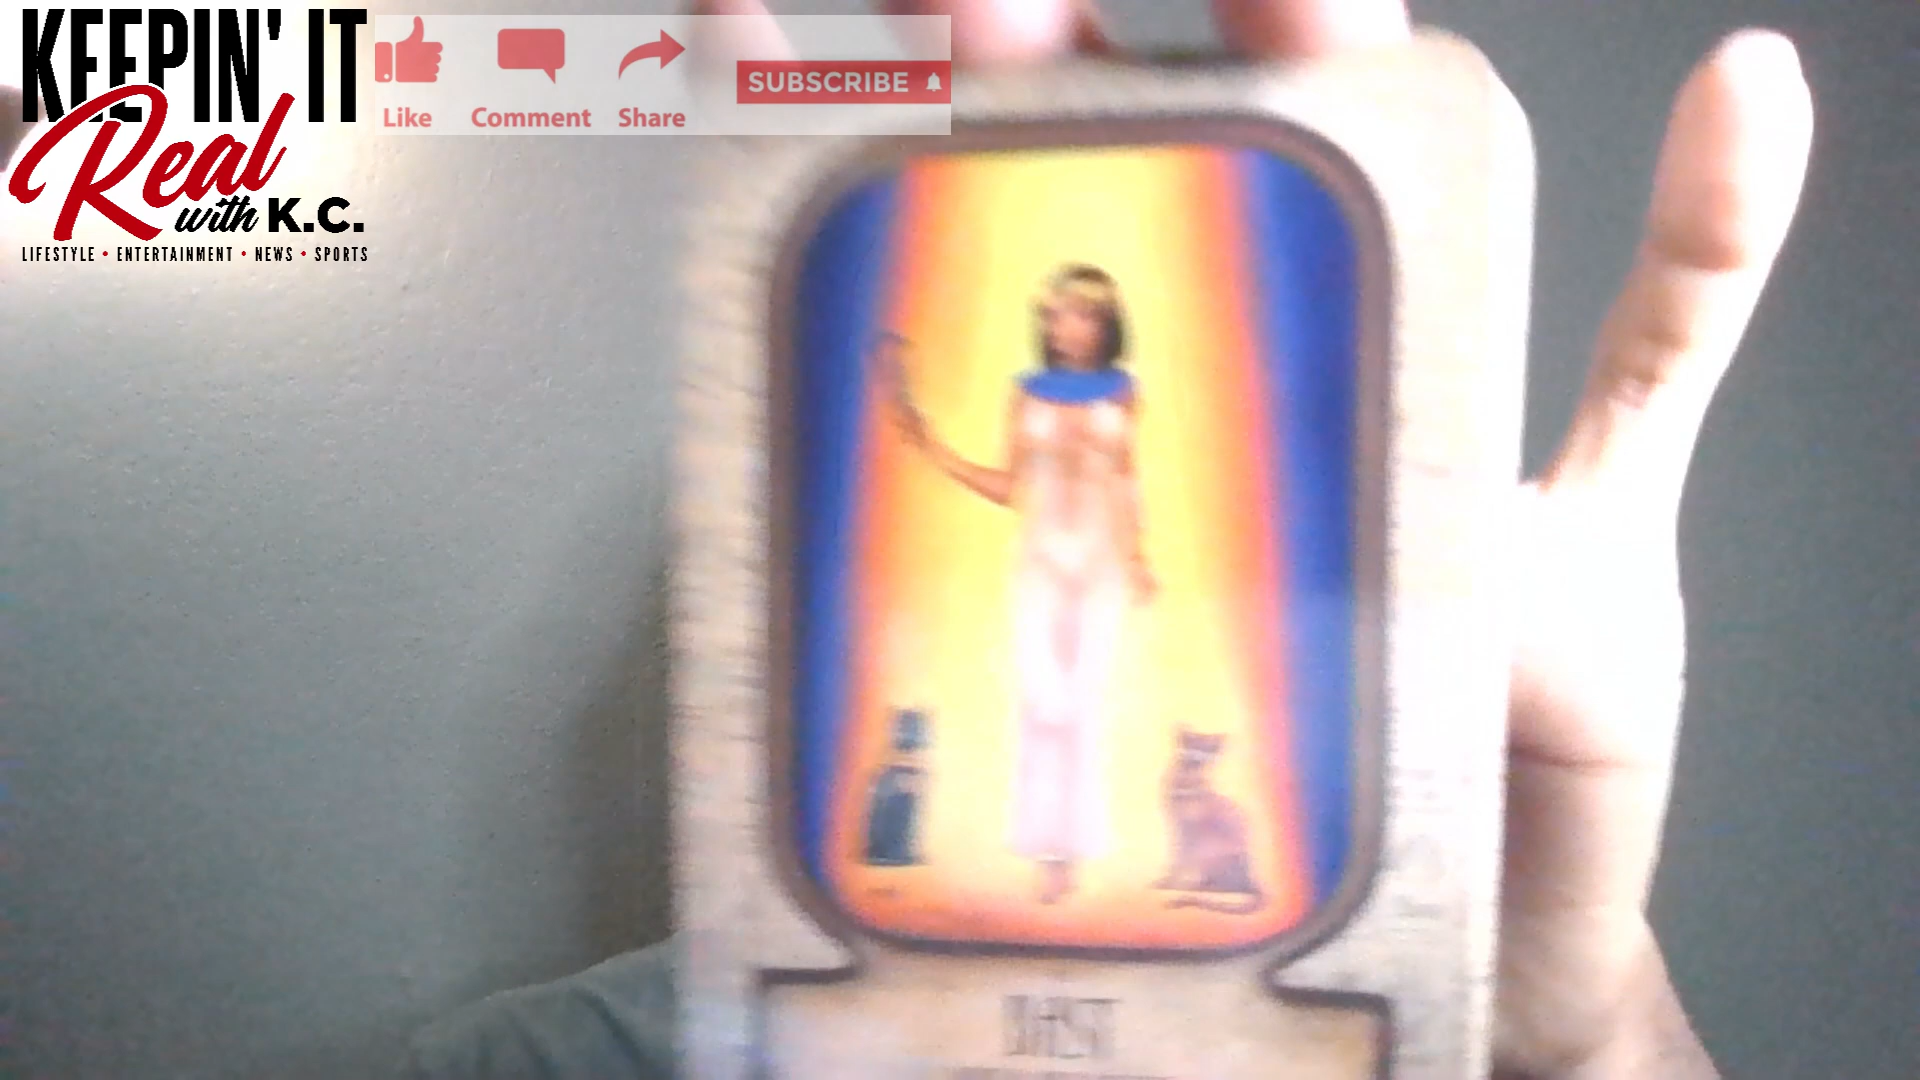 KEEPIN' IT
Real
with K.C.
LIFESTYLE • ENTERTAINMENT • NEWS • SPORTS
Like Comment Share
SUBSCRIBE
BAST